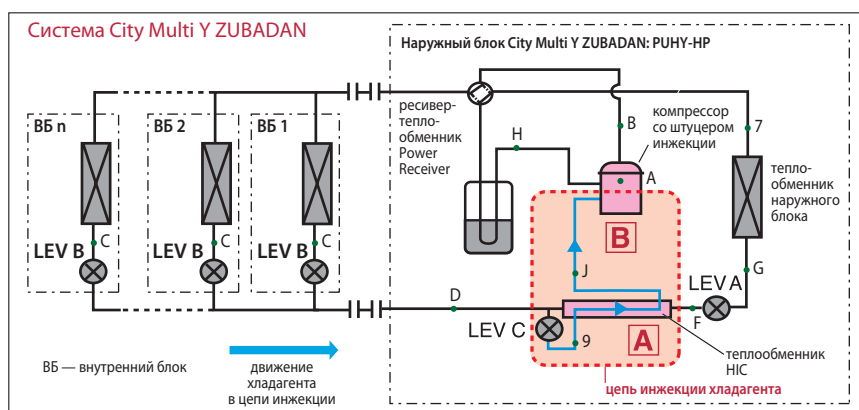 Система City Multi Y ZUBADAN
Наружный блок City Multi Y ZUBADAN: PUHY-HP
ресивер-
тепло-
обменник
Power
Receiver
компрессор
со штуцером
инжекции
B
7
H
A
ВБ n
ВБ 2
ВБ 1
тепло-
обменник
наружного
блока
B
LEV B
C
LEV B
C
LEV B
C
J
G
LEV A
D
F
LEV C
9
A
теплообменник
HIC
ВБ — внутренний блок
движение
хладагента
в цепи инжекции
цепь инжекции хладагента